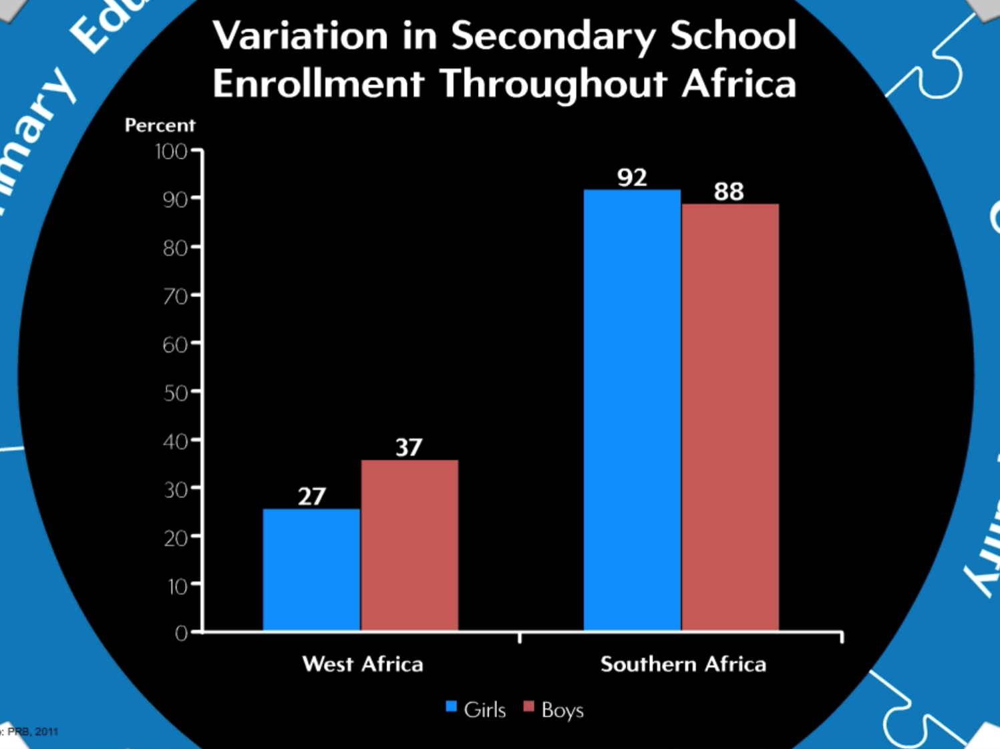 Variation in Secondary School
Enrollment Throughout Africa
Percent
100
90
80
70
60
50
40
30
20
10
0
27
37
92
88
West Africa
Southern Africa
Girls
Boys
PRB, 2011